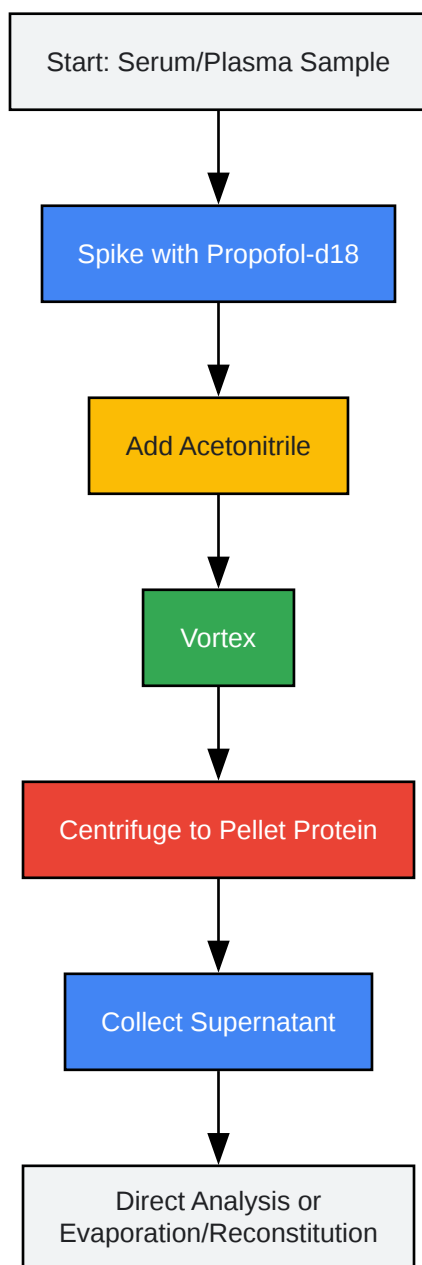 Start: Serum/Plasma Sample
Spike with Propofol-d18
Add Acetonitrile
Vortex
Centrifuge to Pellet Protein
Collect Supernatant
Direct Analysis or
Evaporation/Reconstitution